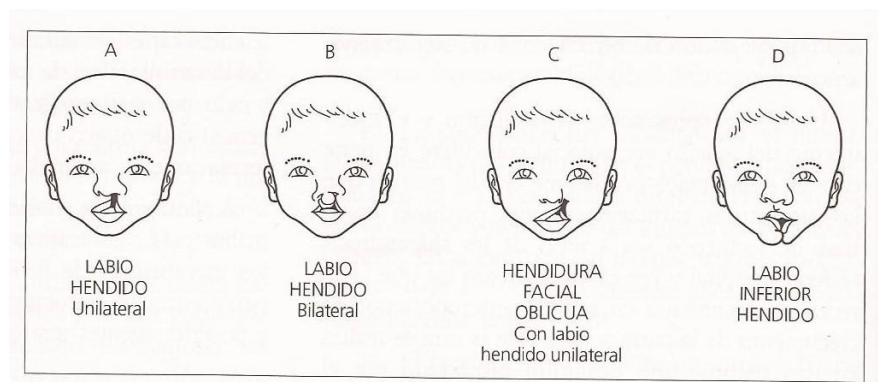 A
B
C
D
LABIO
HENDIDO
Unilateral
LABIO
HENDIDO
Bilateral
HENDIDURA
FACIAL
OBLICUA
Con labio
hendido unilateral
LABIO
INFERIOR
HENDIDO